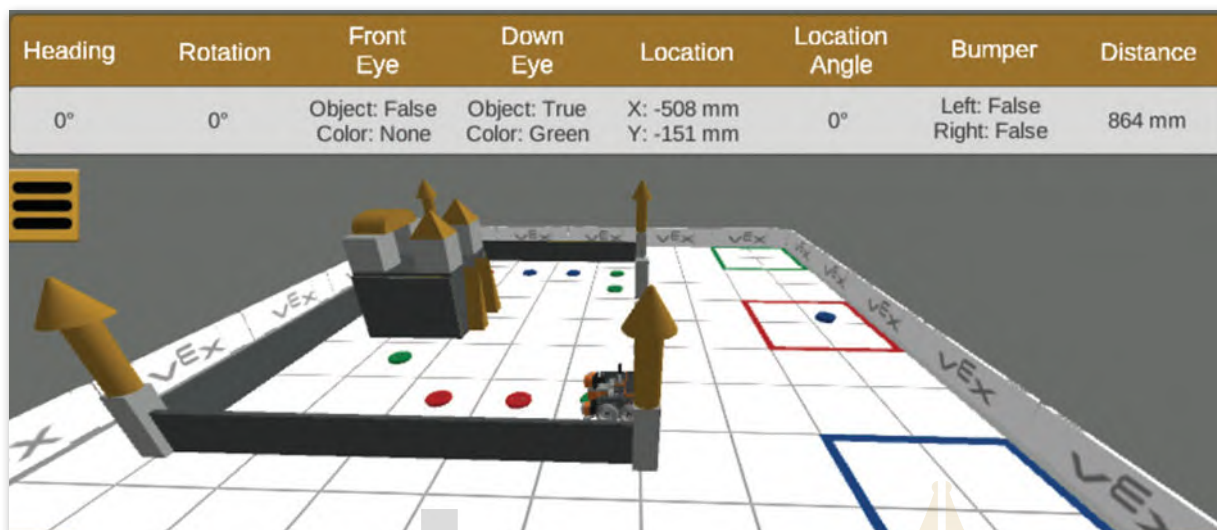 Heading
Rotation
Front
Eye
Down
Eye
Location
Location
Angle
Bumper
Distance
0°
0°
Object: False
Color: None
Object: True
Color: Green
X: -508 mm
Y: -151 mm
0°
Left: False
Right: False
864 mm
VEX
VEX
VEX
VEX
VEX
VEX
VEX
VEX
VEX